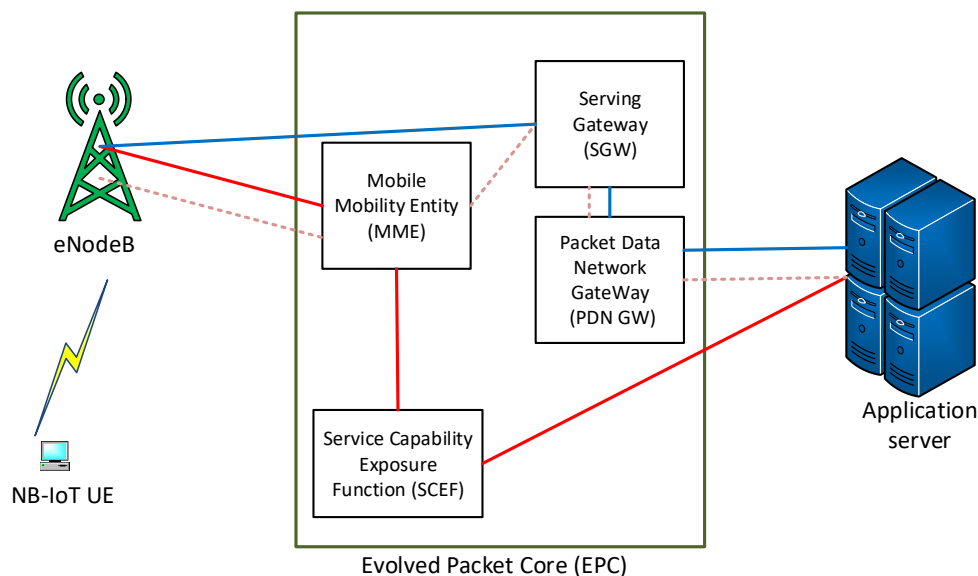 eNodeB
NB-IoT UE
Mobile
Mobility Entity
(MME)
Serving
Gateway
(SGW)
Packet Data
Network
GateWay
(PDN GW)
Service Capability
Exposure
Function (SCEF)
Application
server
Evolved Packet Core (EPC)